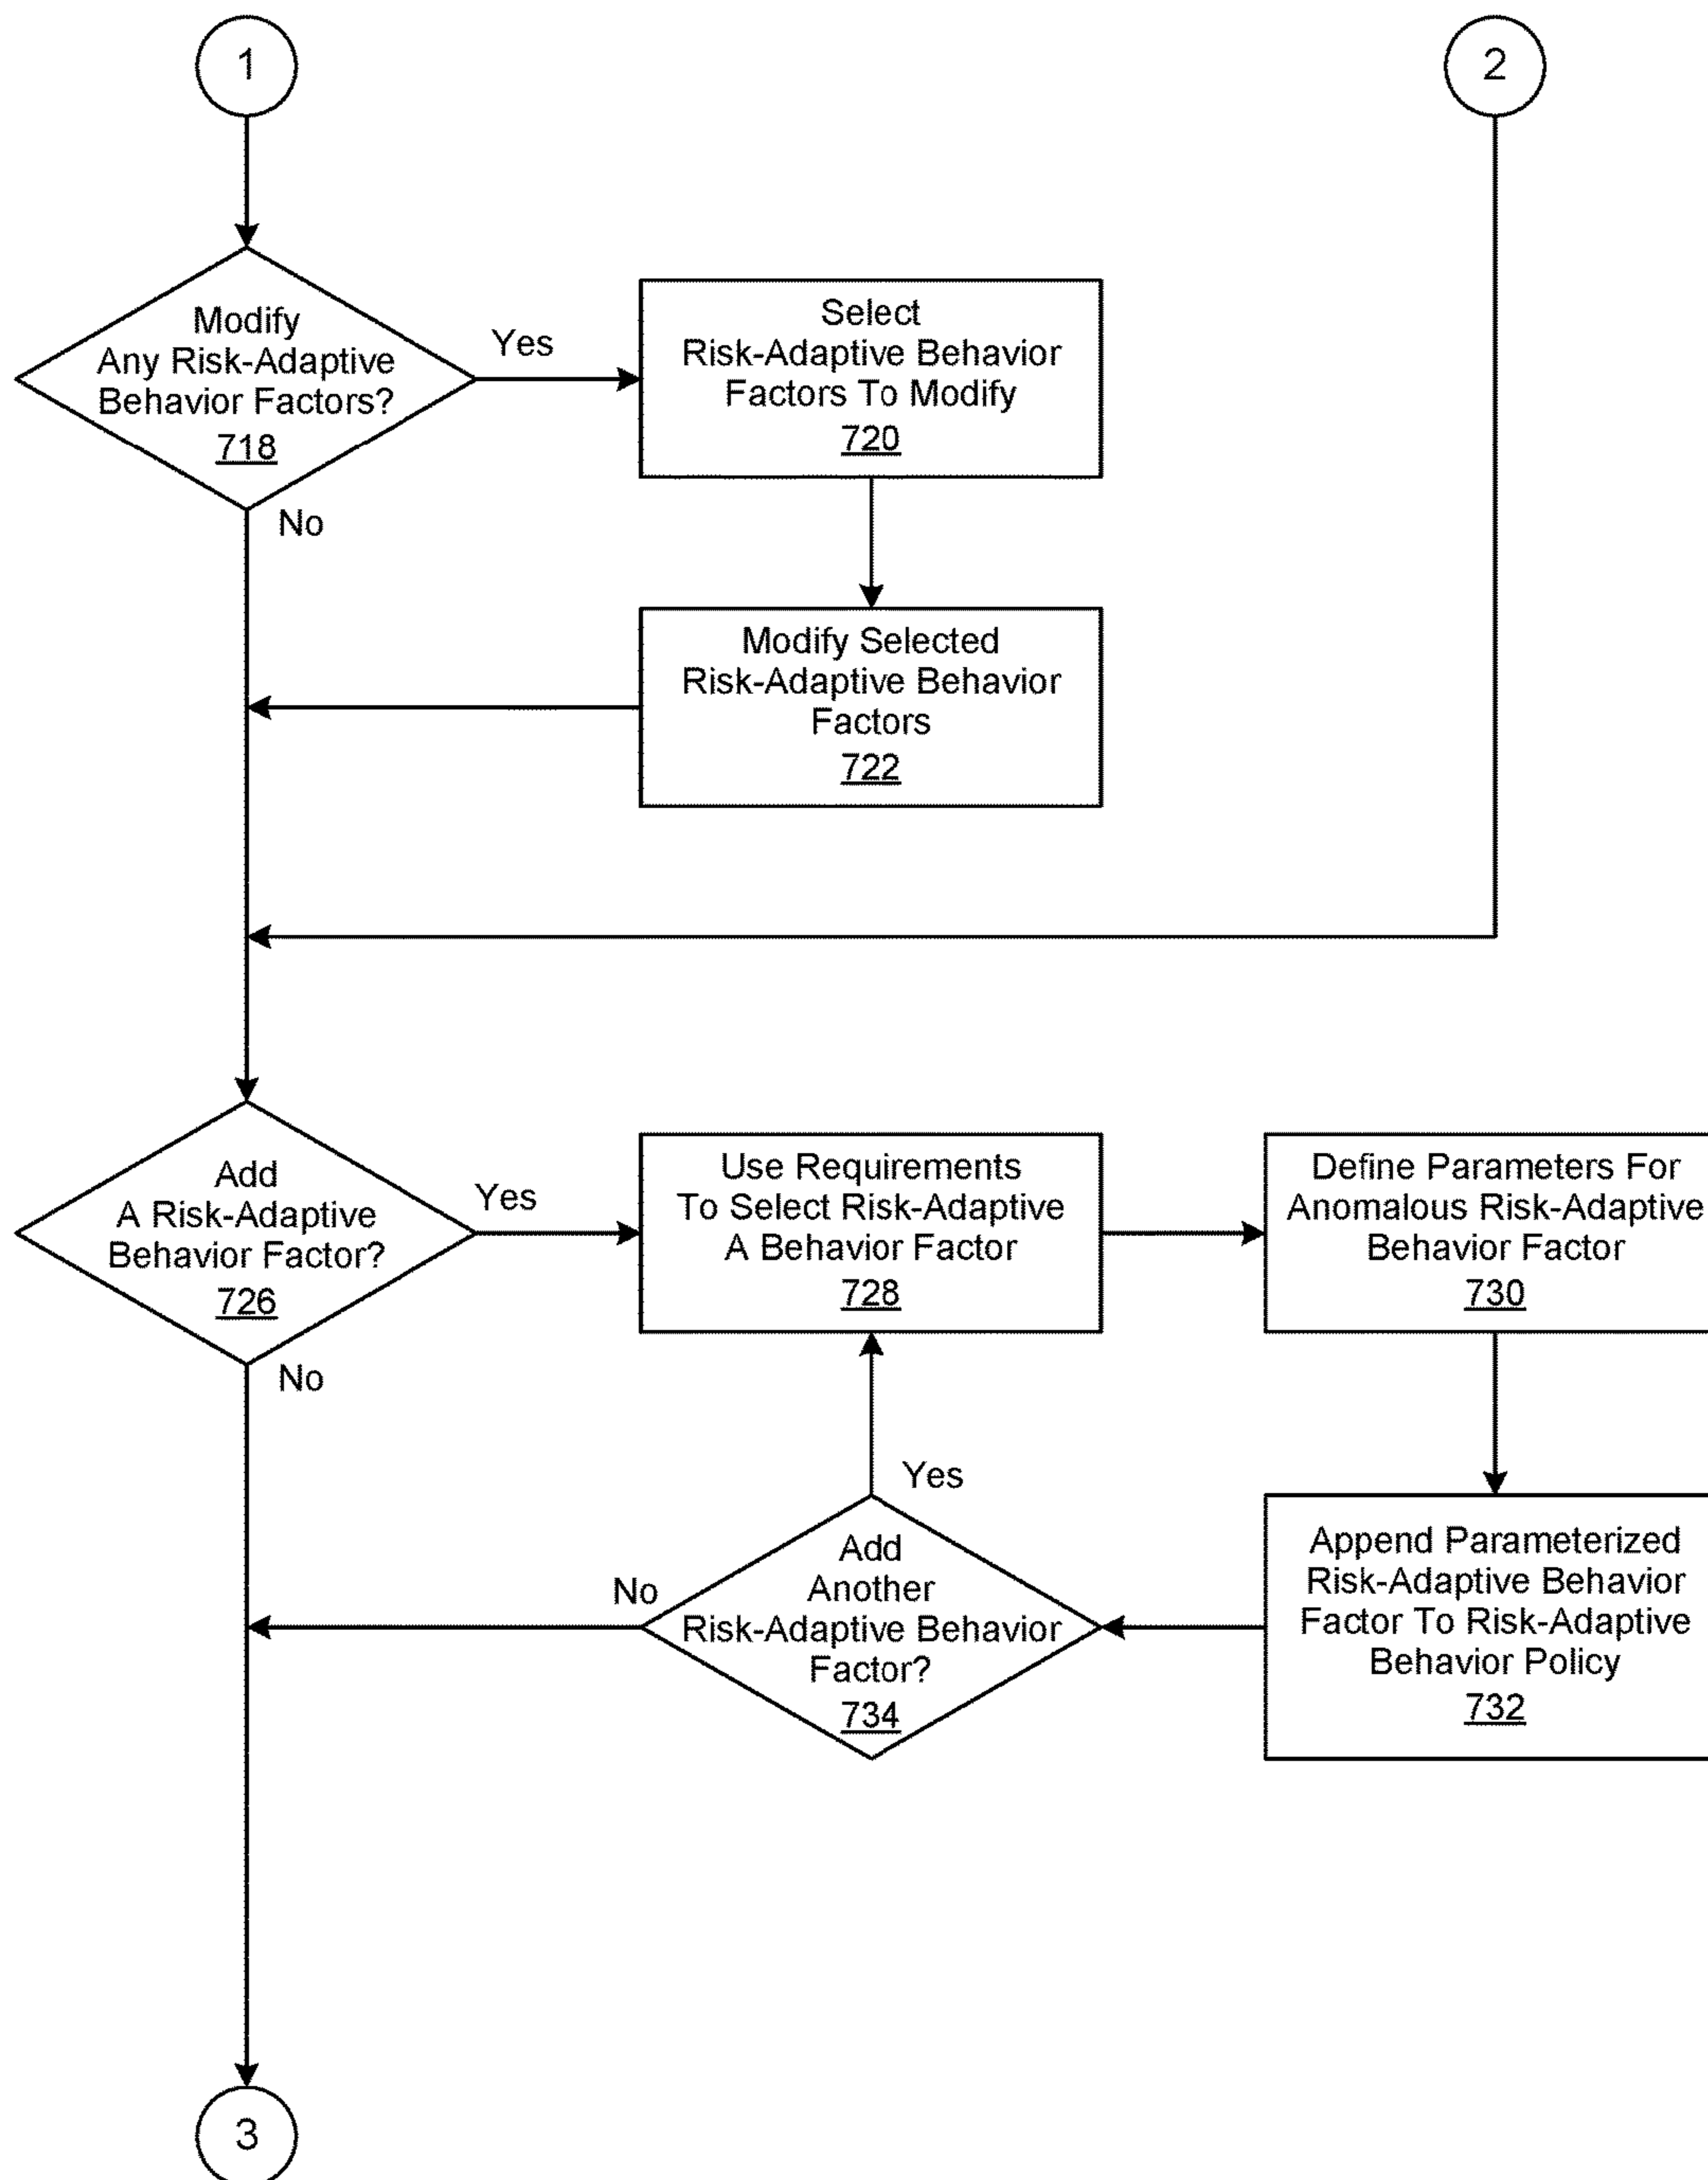 1
2
Modify
Any Risk-Adaptive
Behavior Factors?
718
Yes
No
Select
Risk-Adaptive Behavior
Factors To Modify
720
Modify Selected
Risk-Adaptive Behavior
Factors
722
Add
A Risk-Adaptive
Behavior Factor?
726
Yes
No
Use Requirements
To Select Risk-Adaptive
A Behavior Factor
728
Define Parameters For
Anomalous Risk-Adaptive
Behavior Factor
730
Append Parameterized
Risk-Adaptive Behavior
Factor To Risk-Adaptive
Behavior Policy
732
Yes
No
Add
Another
Risk-Adaptive Behavior
Factor?
734
3